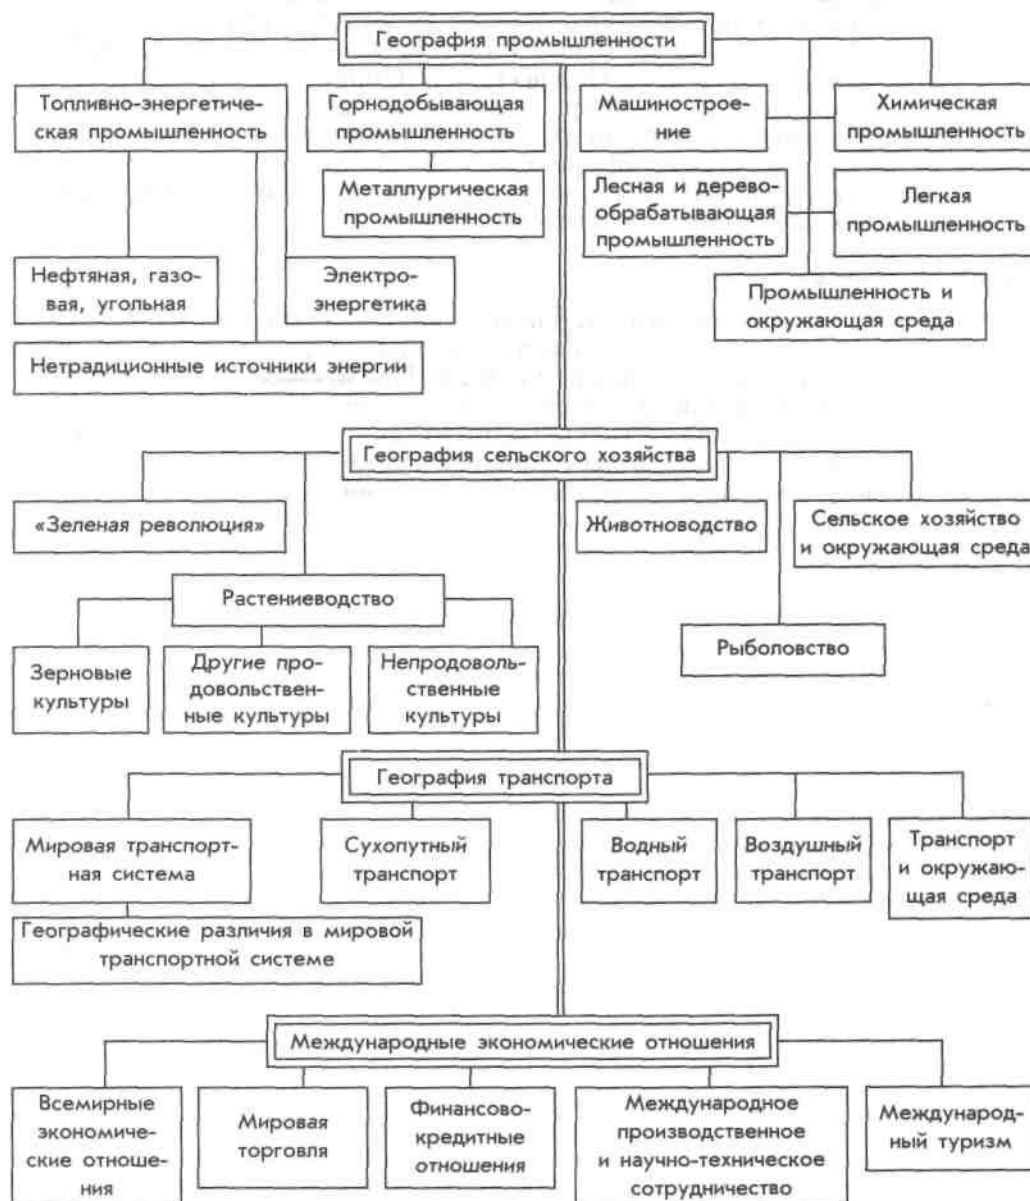 География промышленности
Топливно-энергетиче-
ская промышленность
Горнодобывающая
промышленность
Машинострое-
ние
Химическая
промышленность
Металлургическая
промышленность
Лесная и дерево-
обрабатывающая
промышленность
Легкая
промышленность
Нефтяная, газо-
вая, угольная
Электро-
энергетика
Промышленность и
окружающая среда
Нетрадиционные источники энергии
География сельского хозяйства
«Зеленая революция»
Животноводство
Сельское хозяйство
и окружающая среда
Растениеводство
Рыболовство
Зерновые
культуры
Другие про-
довольствен-
ные культуры
Непродоволь-
ственные
культуры
География транспорта
Мировая транспорт-
ная система
Сухопутный
транспорт
Водный
транспорт
Воздушный
транспорт
Транспорт
и окружаю-
щая среда
Географические различия в мировой
транспортной системе
Международные экономические отношения
Всемирные
экономиче-
ские отноше-
ния
Мировая
торговля
Финансово-
кредитные
отношения
Международное
производственное
и научно-техническое
сотрудничество
Международ-
ный туризм